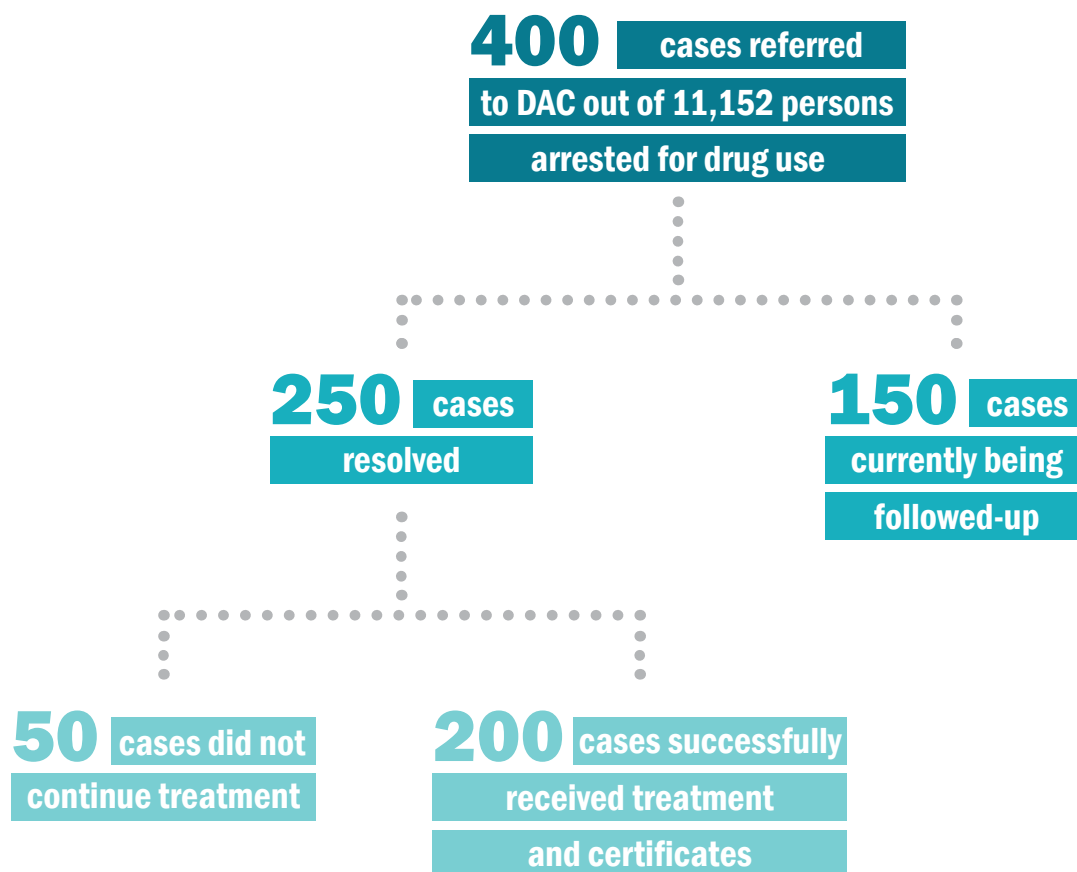 400 cases referred
to DAC out of 11,152 persons
arrested for drug use
250 cases
resolved
150 cases
currently being
followed-up
50 cases did not
continue treatment
200 cases successfully
received treatment
and certificates